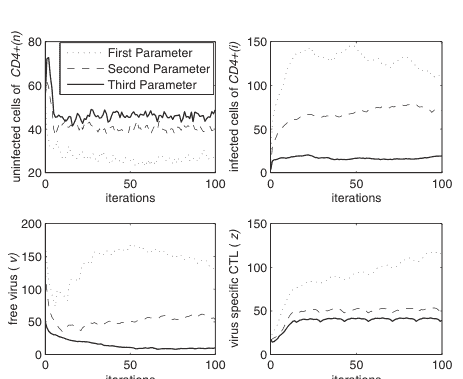 80
60
40
20
0
50
100
uninfected cells of CD4+(n)
iterations
First Parameter
Second Parameter
Third Parameter
150
100
50
0
0
50
100
infected cells of CD4+(i)
iterations
200
150
100
50
0
0
50
100
free virus ( v)
iterations
150
100
50
0
0
50
100
virus specific CTL ( z)
iterations